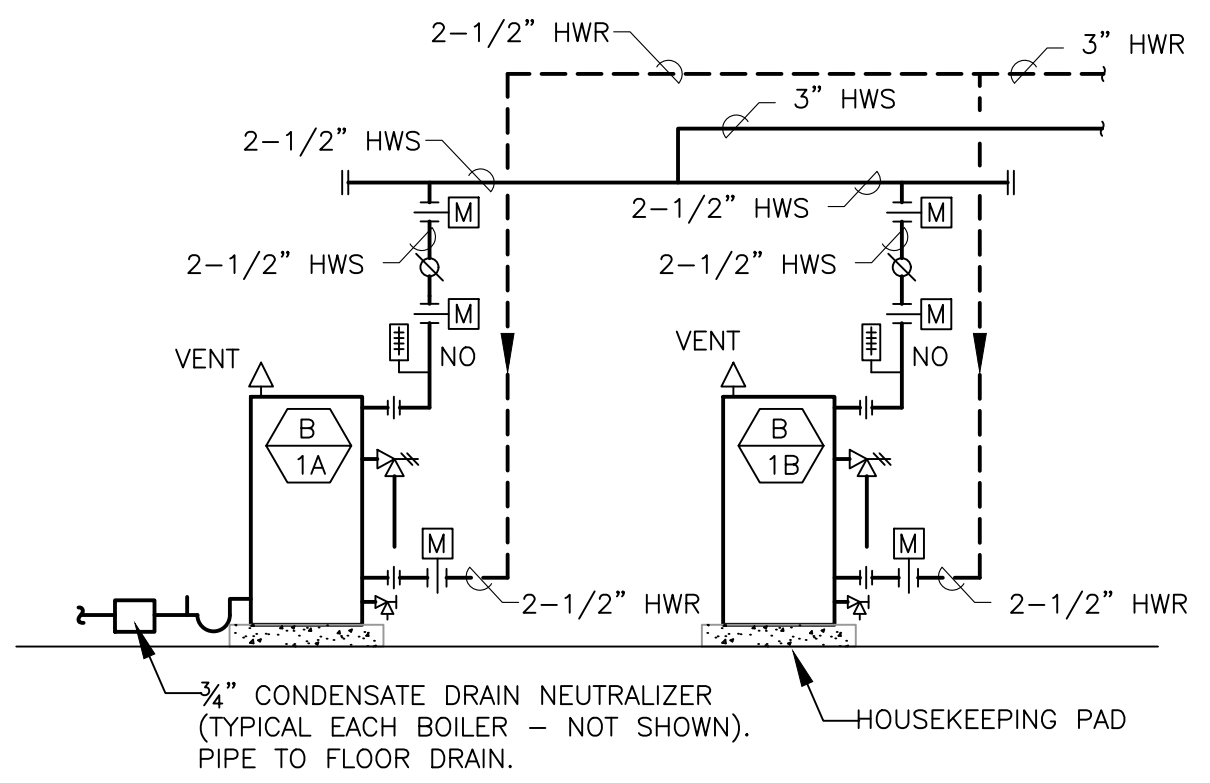 2-1/2” HWR
3” HWR
3” HWS
2-1/2” HWS
2-1/2” HWS
M
M
2-1/2” HWS
2-1/2” HWS
M
M
NO
NO
VENT
VENT
B
1A
B
1B
M
M
2-1/2” HWR
2-1/2” HWR
¾” CONDENSATE DRAIN NEUTRALIZER
(TYPICAL EACH BOILER – NOT SHOWN).
PIPE TO FLOOR DRAIN.
HOUSEKEEPING PAD